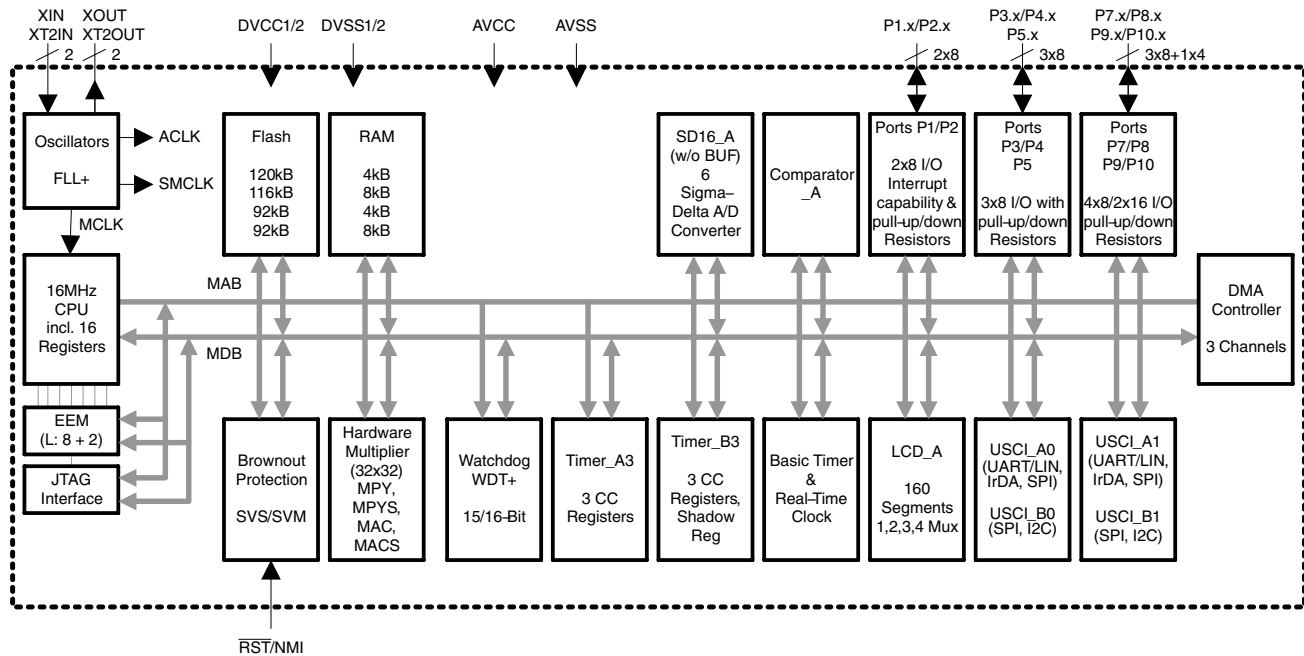 XIN
XT2IN
2
XOUT
XT2OUT
2
DVCC1/2
DVSS1/2
AVCC
AVSS
P1.x/P2.x
2x8
P3.x/P4.x
P5.x
3x8
P7.x/P8.x
P9.x/P10.x
3x8+1x4
Oscillators
FLL+
ACLK
SMCLK
MCLK
Flash
120kB
116kB
92kB
92kB
RAM
4kB
8kB
4kB
8kB
SD16_A
(w/o BUF)
6
Sigma-
Delta A/D
Converter
Comparator
_A
Ports P1/P2
2x8 I/O
Interrupt
capability &
pull-up/down
Resistors
Ports
P3/P4
P5
3x8 I/O with
pull-up/down
Resistors
Ports
P7/P8
P9/P10
4x8/2x16 I/O
pull-up/down
Resistors
16MHz
CPU
incl. 16
Registers
MAB
MDB
DMA
Controller
3 Channels
EEM
(L: 8 + 2)
JTAG
Interface
Brownout
Protection
SVS/SVM
Hardware
Multiplier
(32x32)
MPY,
MPYS,
MAC,
MACS
Watchdog
WDT+
15/16-Bit
Timer_A3
3 CC
Registers
Timer_B3
3 CC
Registers,
Shadow
Reg
Basic Timer
&
Real-Time
Clock
LCD_A
160
Segments
1,2,3,4 Mux
USCI_A0
(UART/LIN,
IrDA, SPI)
USCI_B0
(SPI, I2C)
USCI_A1
(UART/LIN,
IrDA, SPI)
USCI_B1
(SPI, I2C)
RST/NMI